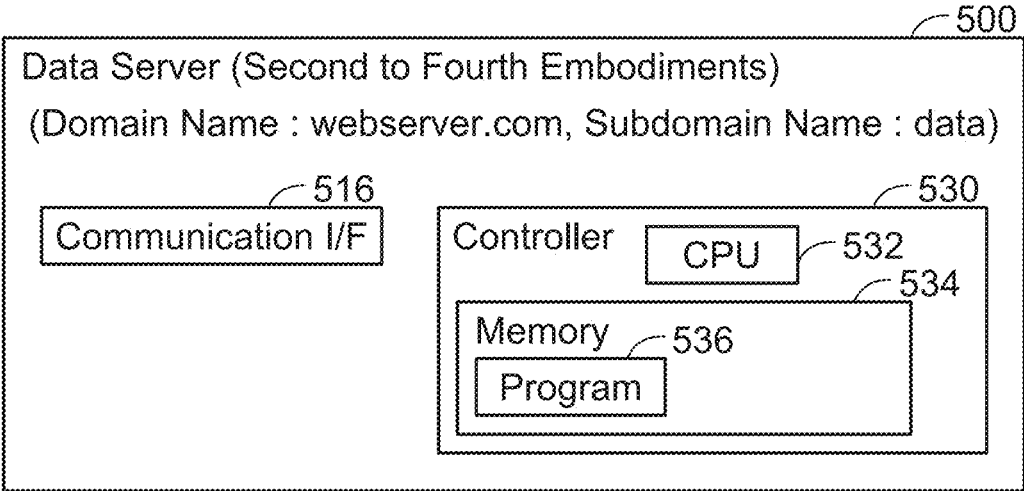 500
Data Server (Second to Fourth Embodiments)
(Domain Name : webserver.com, Subdomain Name : data)
516
Communication I/F
530
Controller
CPU
532
534
Memory
536
Program